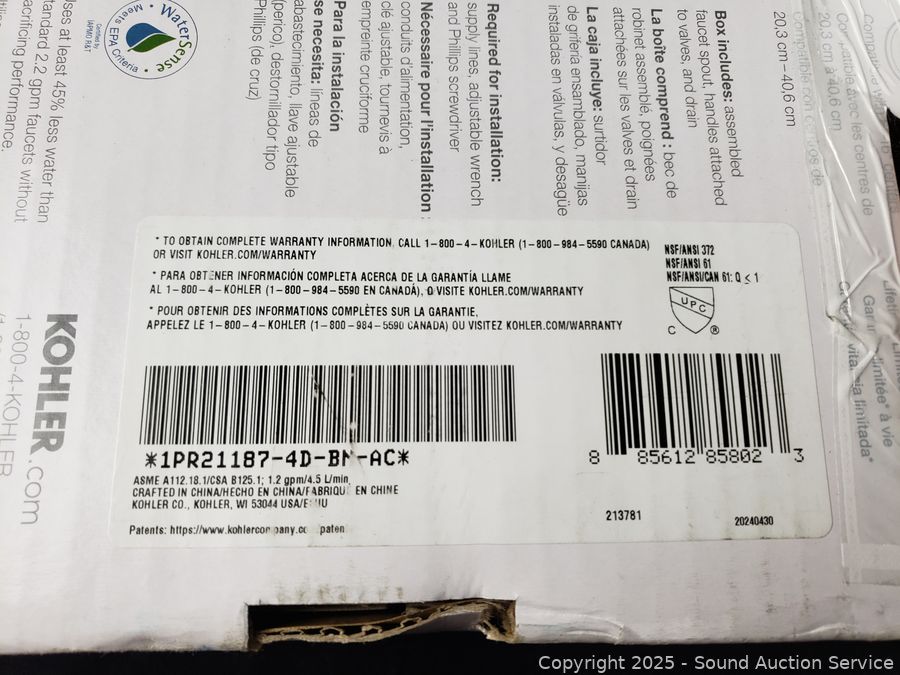 * TO OBTAIN COMPLETE WARRANTY INFORMATION, CALL 1-800-4-KOHLER (1-800-984-5590 CANADA)
OR VISIT KOHLER.COM/WARRANTY
* PARA OBTENER INFORMACIÓN COMPLETA ACERCA DE LA GARANTÍA LLAME
AL 1-800-4-KOHLER (1-800-984-5590 EN CANADÁ), O VISITE KOHLER.COM/WARRANTY
* POUR OBTENIR DES INFORMATIONS COMPLÈTES SUR LA GARANTIE,
APPELEZ LE 1-800-4-KOHLER (1-800-984-5590 CANADA) OU VISITEZ KOHLER.COM/WARRANTY
NSF/ANSI 372
NSF/ANSI 61
NSF/ANSI/CAN 61: Q ≤ 1
UPC
C ®
*1PR21187-4D-BN-AC*
ASME A112.18.1/CSA B125.1; 1.2 gpm/4.5 L/min
CRAFTED IN CHINA/HECHO EN CHINA/FABRIQU EN CHINE
KOHLER CO., KOHLER, WI 53044 USA/
Patents: https://www.kohlercompany.co paten
8 85612 85802 3
213781
20240430
20,3 cm – 40,6 cm
Box includes: assembled
faucet spout, handles attached
to valves, and drain
La boîte comprend : bec de
robinet assemblé, poignées
attachées sur les valves et drain
La caja incluye: surtidor
de grifería ensamblado, manijas
instaladas en válvulas, y desagüe
Required for installation:
supply lines, adjustable wrench
and Phillips screwdriver
Nécessaire pour l'installation :
conduits d'alimentation,
clé ajustable, tournevis à
empreinte cruciforme
Para la instalación
se necesita: líneas de
abastecimiento, llave ajustable
(perico), destornillador tipo
Phillips (de cruz)
WaterSense
Meets EPA Criteria
Certified by
IAPMO R&T
Uses at least 45% less water than
standard 2.2 gpm faucets without
sacrificing performance.
KOHLER.com
1-800-4-KOHLER
Copyright 2025 - Sound Auction Service